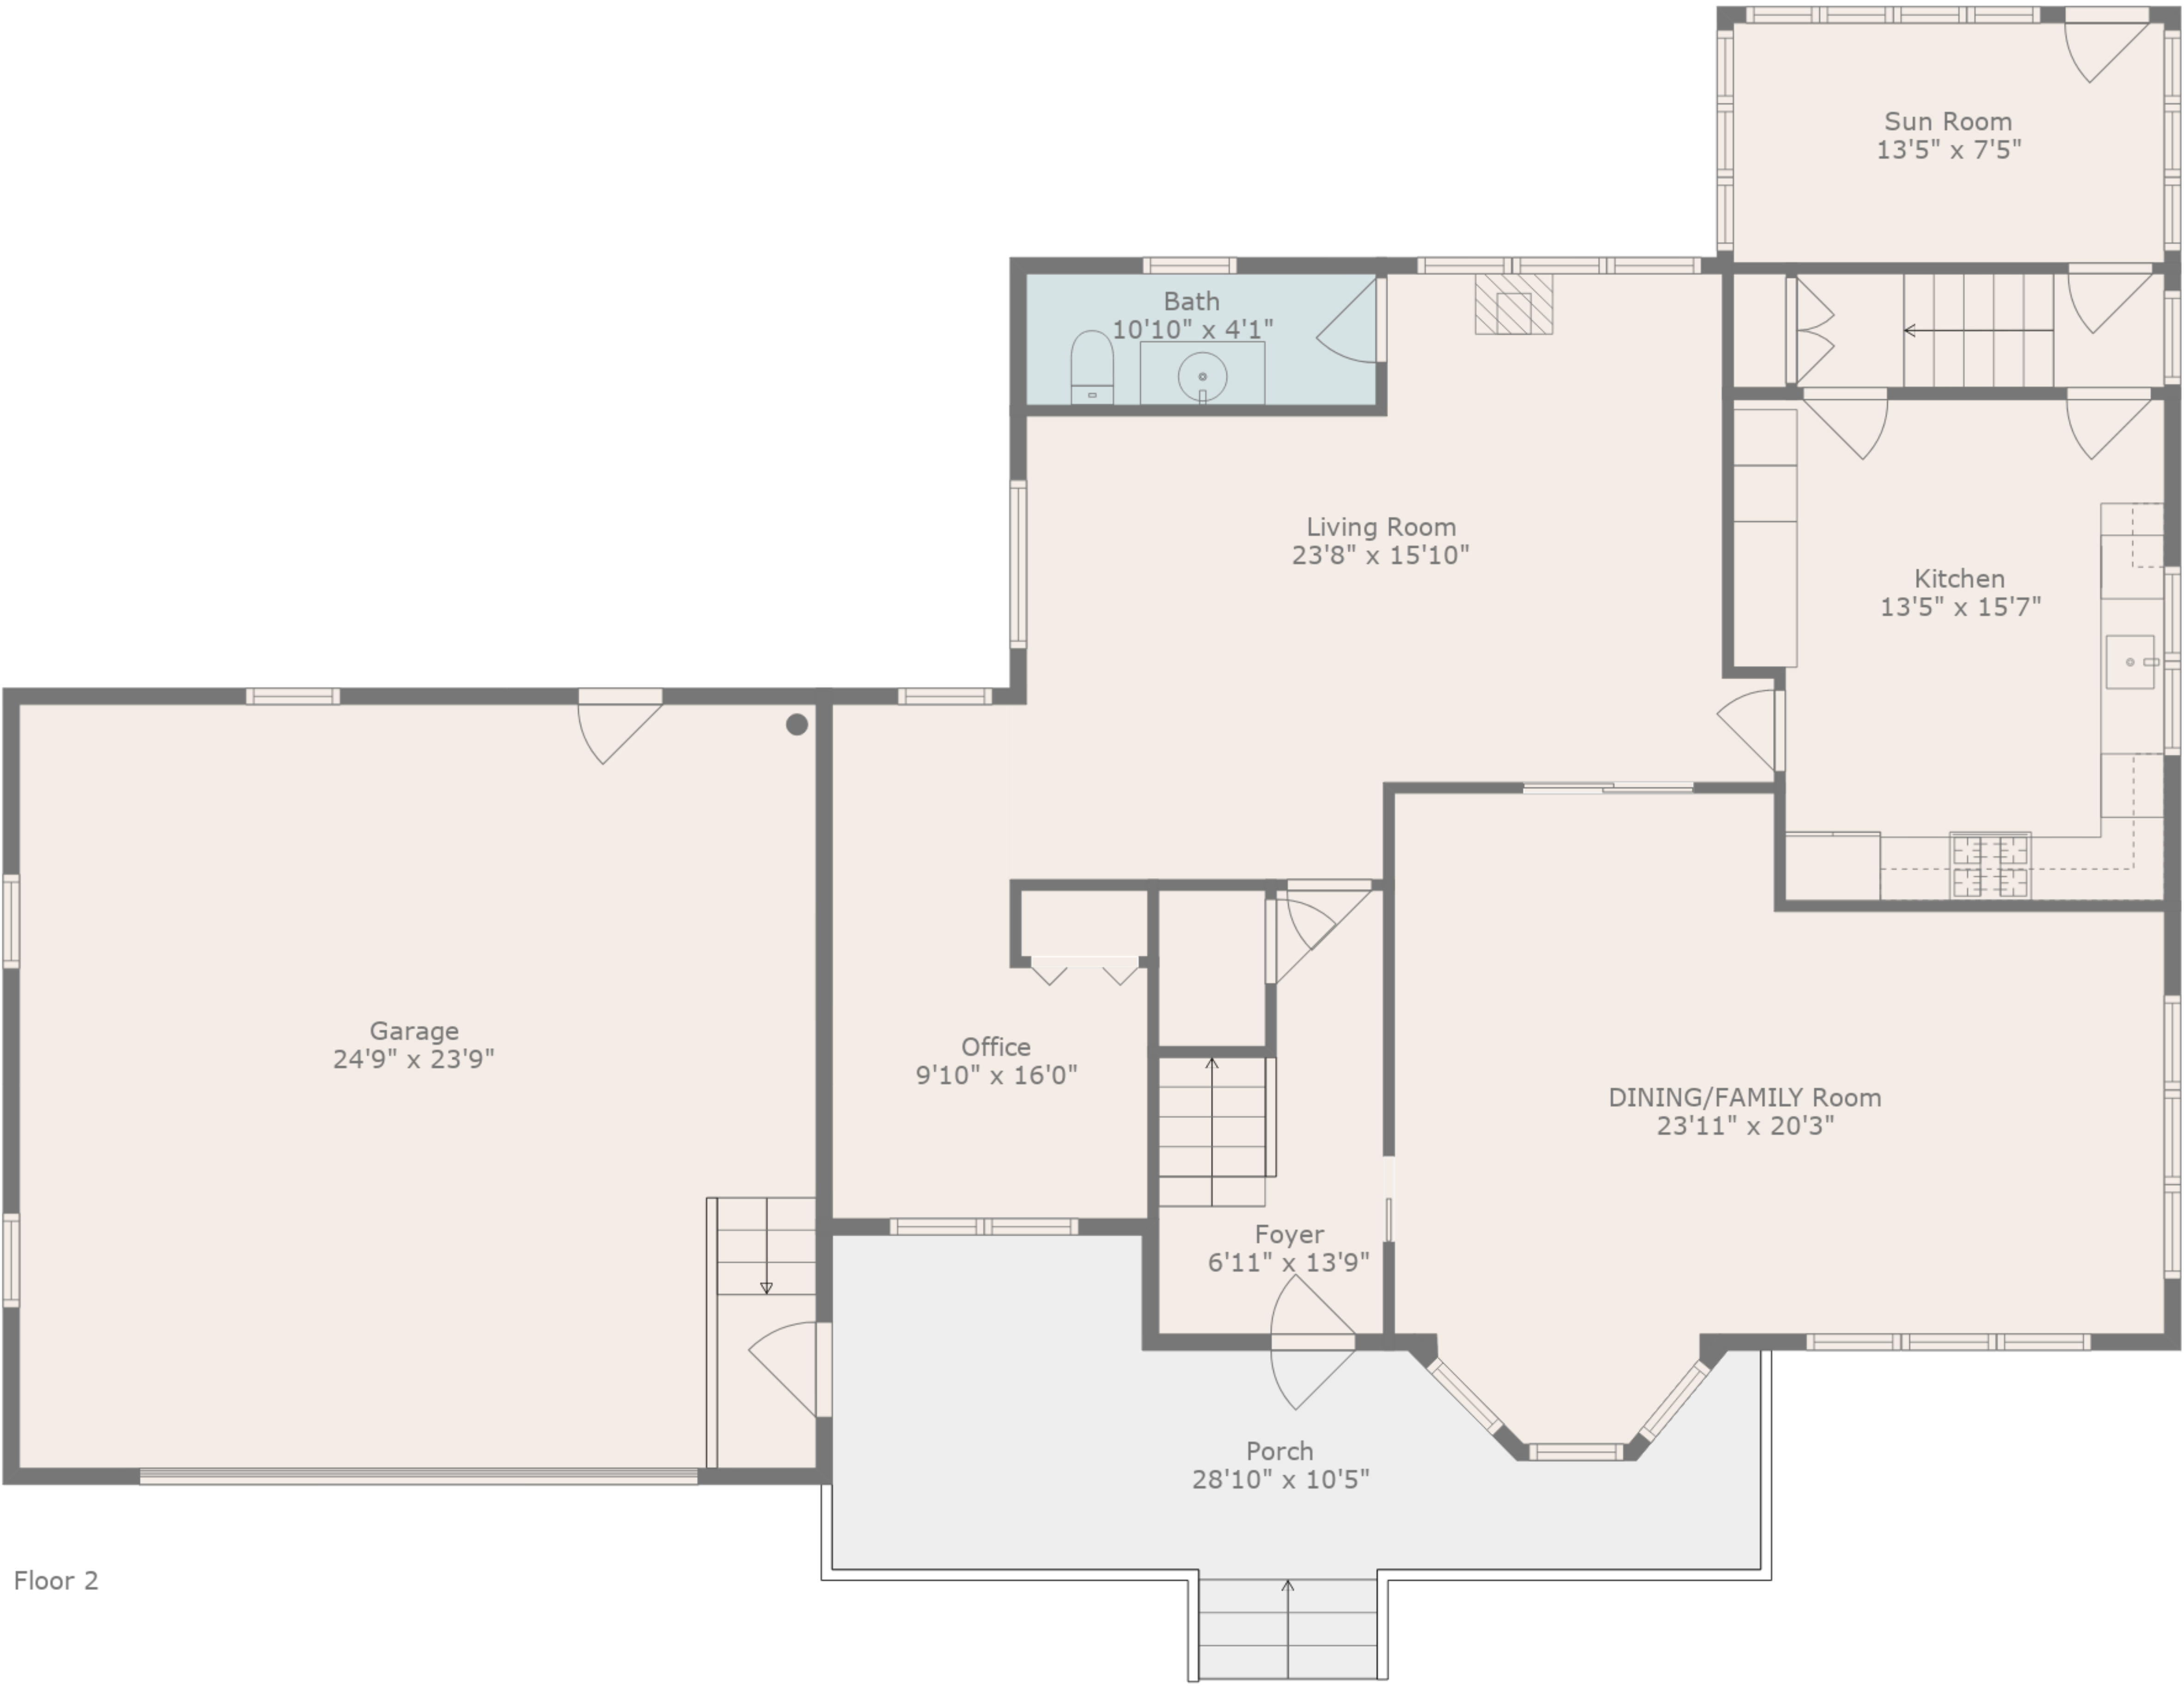 Sun Room
13'5" x 7'5"
Bath
10'10" x 4'1"
Living Room
23'8" x 15'10"
Kitchen
13'5" x 15'7"
Garage
24'9" x 23'9"
Office
9'10" x 16'0"
DINING/FAMILY Room
23'11" x 20'3"
Foyer
6'11" x 13'9"
Porch
28'10" x 10'5"
Floor 2